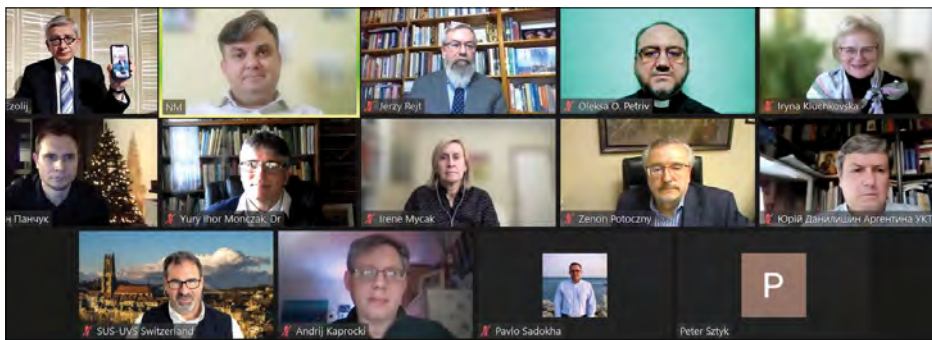 Ezolij
NM
Jerzy Rejt
Oleksa O. Petriv
Iryna Kluchkovska
н Панчук
Yury Ihor Monczak, Dr
Irene Mycak
Zenon Potoczny
Юрій Данилишин Аргентина УКТ
SUS-UVS Switzerland
Andrij Kaprocki
Pavlo Sadokha
P
Peter Sztyk